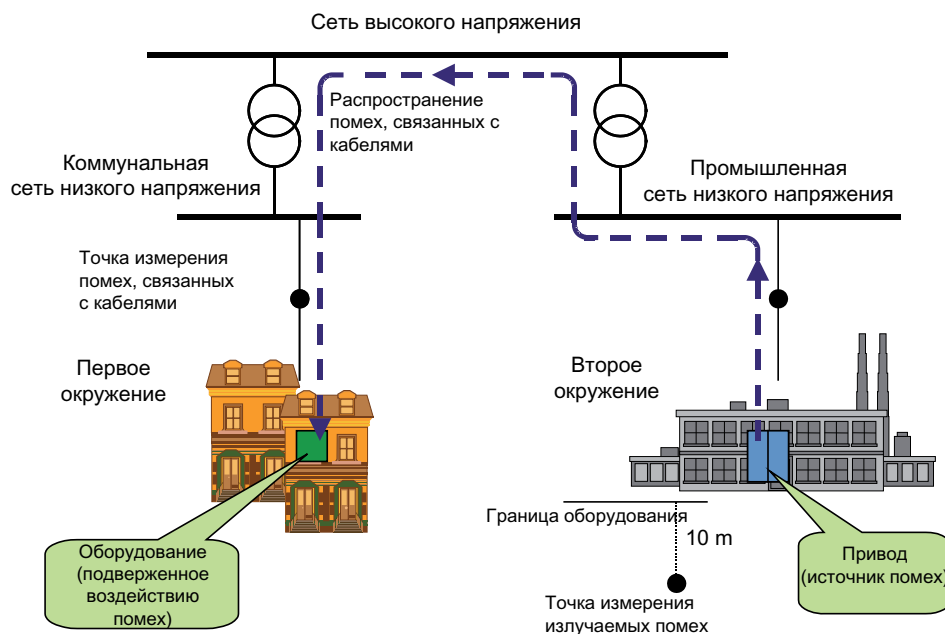 Сеть высокого напряжения
Распространение
помех, связанных с
кабелями
Коммунальная
сеть низкого напряжения
Промышленная
сеть низкого напряжения
Точка измерения
помех, связанных
с кабелями
Первое
окружение
Второе
окружение
Граница оборудования
10 m
Оборудование
(подверженное
воздействию
помех)
Привод
(источник помех)
Точка измерения
излучаемых помех